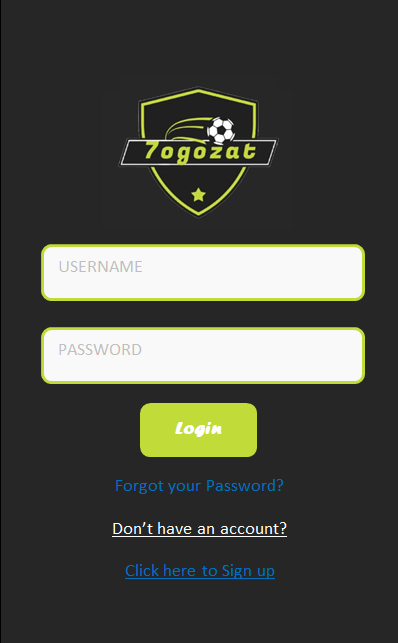 7ogozat
USERNAME
PASSWORD
Login
Forgot your Password?
Don't have an account?
Click here to Sign up